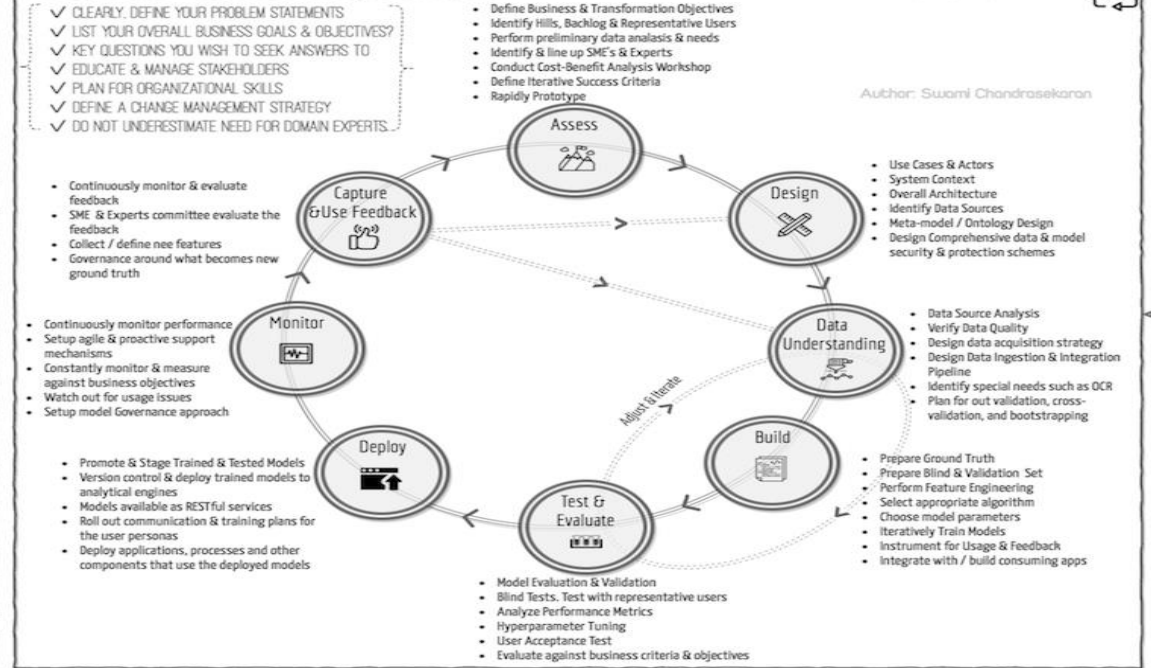 ✓ CLEARLY, DEFINE YOUR PROBLEM STATEMENTS
✓ LIST YOUR OVERALL BUSINESS GOALS & OBJECTIVES?
✓ KEY QUESTIONS YOU WISH TO SEEK ANSWERS TO
✓ EDUCATE & MANAGE STAKEHOLDERS
✓ PLAN FOR ORGANIZATIONAL SKILLS
✓ DEFINE A CHANGE MANAGEMENT STRATEGY
✓ DO NOT UNDERESTIMATE NEED FOR DOMAIN EXPERTS
• Define Business & Transformation Objectives
• Identify Hills, Backlog & Representative Users
• Perform preliminary data analasis & needs
• Identify & line up SME's & Experts
• Conduct Cost-Benefit Analysis Workshop
• Define Iterative Success Criteria
• Rapidly Prototype
Author: Swami Chandrasekaran
Assess
Design
• Use Cases & Actors
• System Context
• Overall Architecture
• Identify Data Sources
• Meta-model / Ontology Design
• Design Comprehensive data & model
security & protection schemes
Data
Understanding
• Data Source Analysis
• Verify Data Quality
• Design data acquisition strategy
• Design Data Ingestion & Integration
Pipeline
• Identify special needs such as OCR
• Plan for out validation, cross-
validation, and bootstrapping
Build
• Prepare Ground Truth
• Prepare Blind & Validation Set
• Perform Feature Engineering
• Select appropriate algorithm
• Choose model parameters
• Iteratively Train Models
• Instrument for Usage & Feedback
• Integrate with / build consuming apps
Adjust & Iterate
Test &
Evaluate
• Model Evaluation & Validation
• Blind Tests. Test with representative users
• Analyze Performance Metrics
• Hyperparameter Tuning
• User Acceptance Test
• Evaluate against business criteria & objectives
Deploy
• Promote & Stage Trained & Tested Models
• Version control & deploy trained models to
analytical engines
• Models available as RESTful services
• Roll out communication & training plans for
the user personas
• Deploy applications, processes and other
components that use the deployed models
Monitor
• Continuously monitor performance
• Setup agile & proactive support
mechanisms
• Constantly monitor & measure
against business objectives
• Watch out for usage issues
• Setup model Governance approach
Capture
&Use Feedback
• Continuously monitor & evaluate
feedback
• SME & Experts committee evaluate the
feedback
• Collect / define nee features
• Governance around what becomes new
ground truth